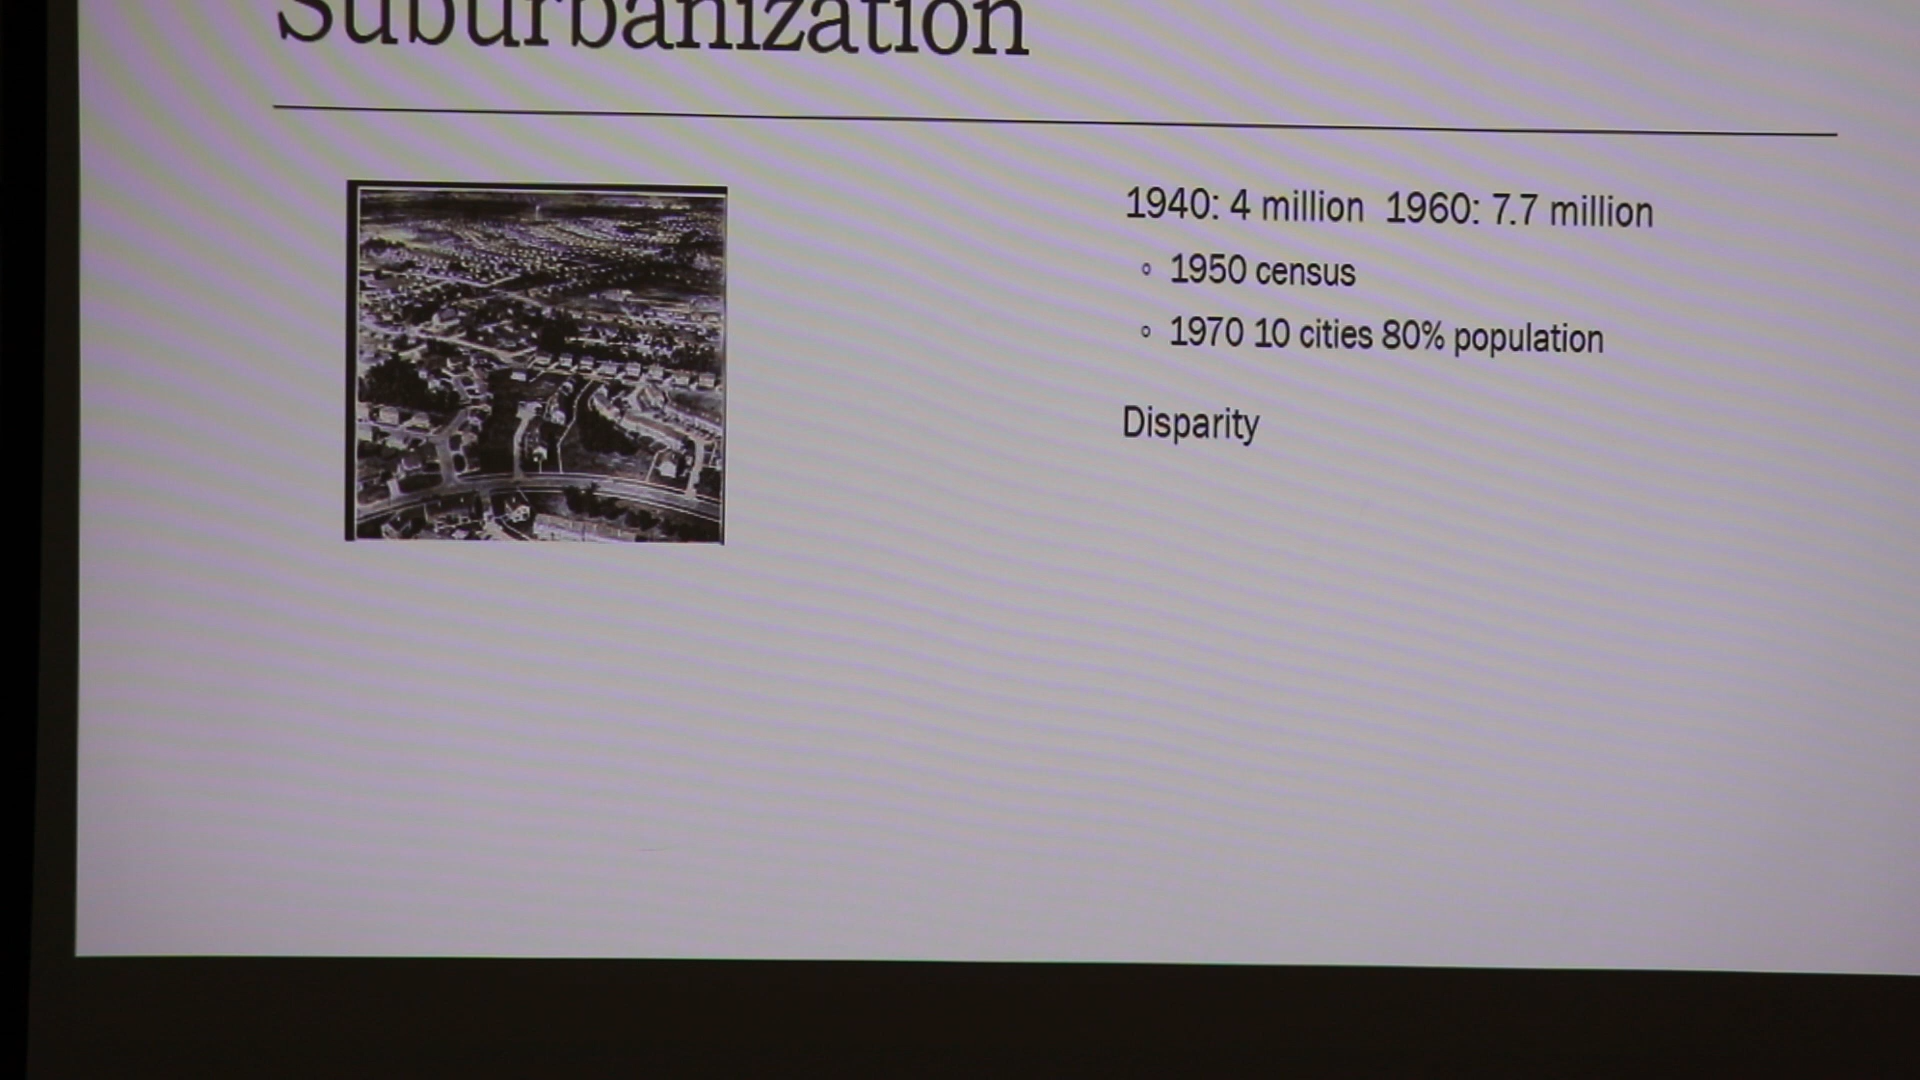 Suburbanization
1940: 4 million 1960: 7.7 million
◦ 1950 census
◦ 1970 10 cities 80% population
Disparity